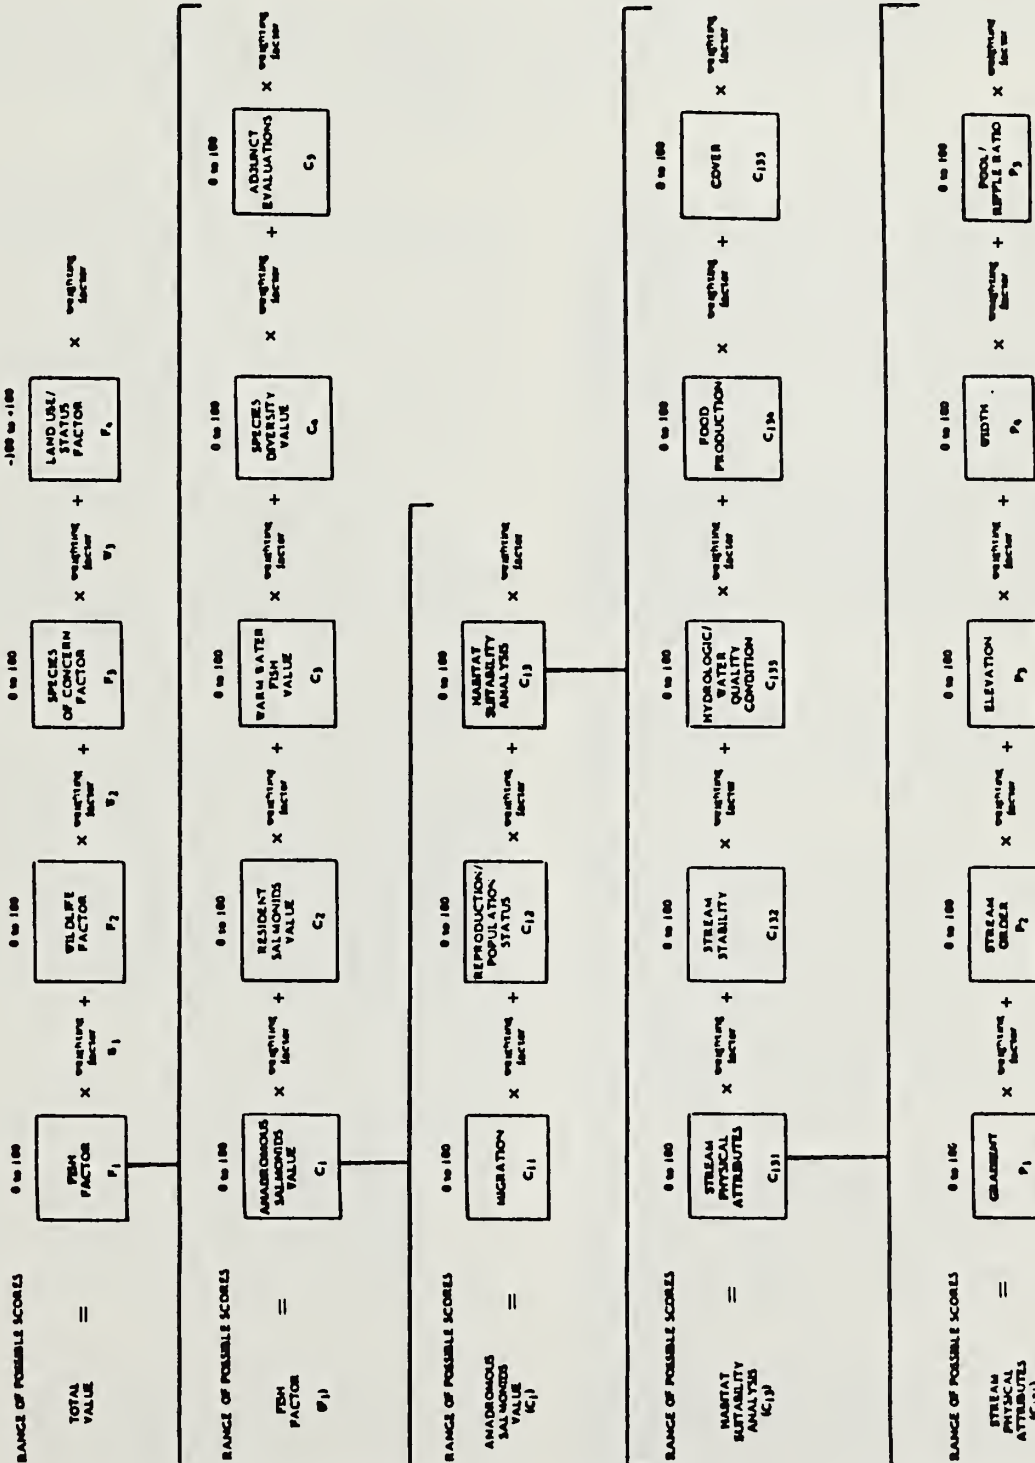 RANGE OF POSSIBLE SCORES
0 to 100
0 to 100
0 to 100
-100 to +100
TOTAL
VALUE
=
FISH
FACTOR
F₁
×
weighting
factor
W₁
+
WILDLIFE
FACTOR
F₂
×
weighting
factor
W₂
+
SPECIES
OF CONCERN
FACTOR
F₃
×
weighting
factor
W₃
+
LAND USE/
STATUS
FACTOR
F₄
×
weighting
factor
RANGE OF POSSIBLE SCORES
0 to 100
0 to 100
0 to 100
0 to 100
0 to 100
FISH
FACTOR
=
ANADROMOUS
SALMONIDS
VALUE
C₁
×
weighting
factor
+
RESIDENT
SALMONIDS
VALUE
C₂
×
weighting
factor
+
WARM WATER
FISH
VALUE
C₃
×
weighting
factor
+
SPECIES
DIVERSITY
VALUE
C₄
×
weighting
factor
+
ADJUNCT
EVALUATIONS
C₅
×
weighting
factor
RANGE OF POSSIBLE SCORES
0 to 100
0 to 100
0 to 100
ANADROMOUS
SALMONIDS
VALUE
(C₁)
=
MIGRATION
C₁₁
×
weighting
factor
+
REPRODUCTION/
POPULATION
STATUS
C₁₂
×
weighting
factor
+
HABITAT
SUITABILITY
ANALYSIS
C₁₃
×
weighting
factor
RANGE OF POSSIBLE SCORES
0 to 100
0 to 100
0 to 100
0 to 100
0 to 100
HABITAT
SUITABILITY
ANALYSIS
(C₁₃)
=
STREAM
PHYSICAL
ATTRIBUTES
C₁₃₁
×
weighting
factor
+
STREAM
STABILITY
C₁₃₂
×
weighting
factor
+
HYDROLOGIC/
WATER
QUALITY
CONDITION
C₁₃₃
×
weighting
factor
+
FOOD
PRODUCTION
C₁₃₄
×
weighting
factor
+
COVER
C₁₃₅
×
weighting
factor
RANGE OF POSSIBLE SCORES
0 to 100
0 to 100
0 to 100
0 to 100
0 to 100
STREAM
PHYSICAL
ATTRIBUTES
=
GRADIENT
P₁
×
weighting
factor
+
STREAM
ORDER
P₂
×
weighting
factor
+
ELEVATION
P₃
×
weighting
factor
+
WIDTH
P₄
×
weighting
factor
+
POOL/
RIFFLE RATIO
P₅
×
weighting
factor